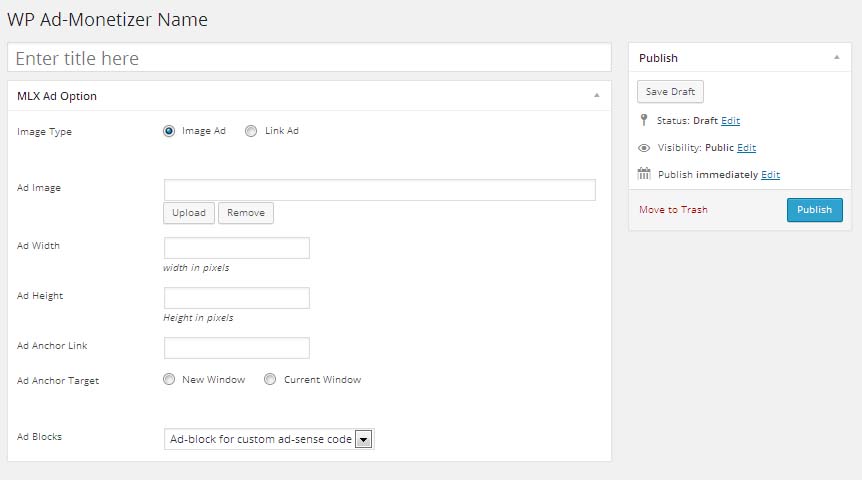 WP Ad-Monetizer Name
Enter title here
MLX Ad Option
Image Type
Image Ad
Link Ad
Ad Image
Upload
Remove
Ad Width
width in pixels
Ad Height
Height in pixels
Ad Anchor Link
Ad Anchor Target
New Window
Current Window
Ad Blocks
Ad-block for custom ad-sense code
Publish
Save Draft
Status: Draft Edit
Visibility: Public Edit
Publish immediately Edit
Move to Trash
Publish